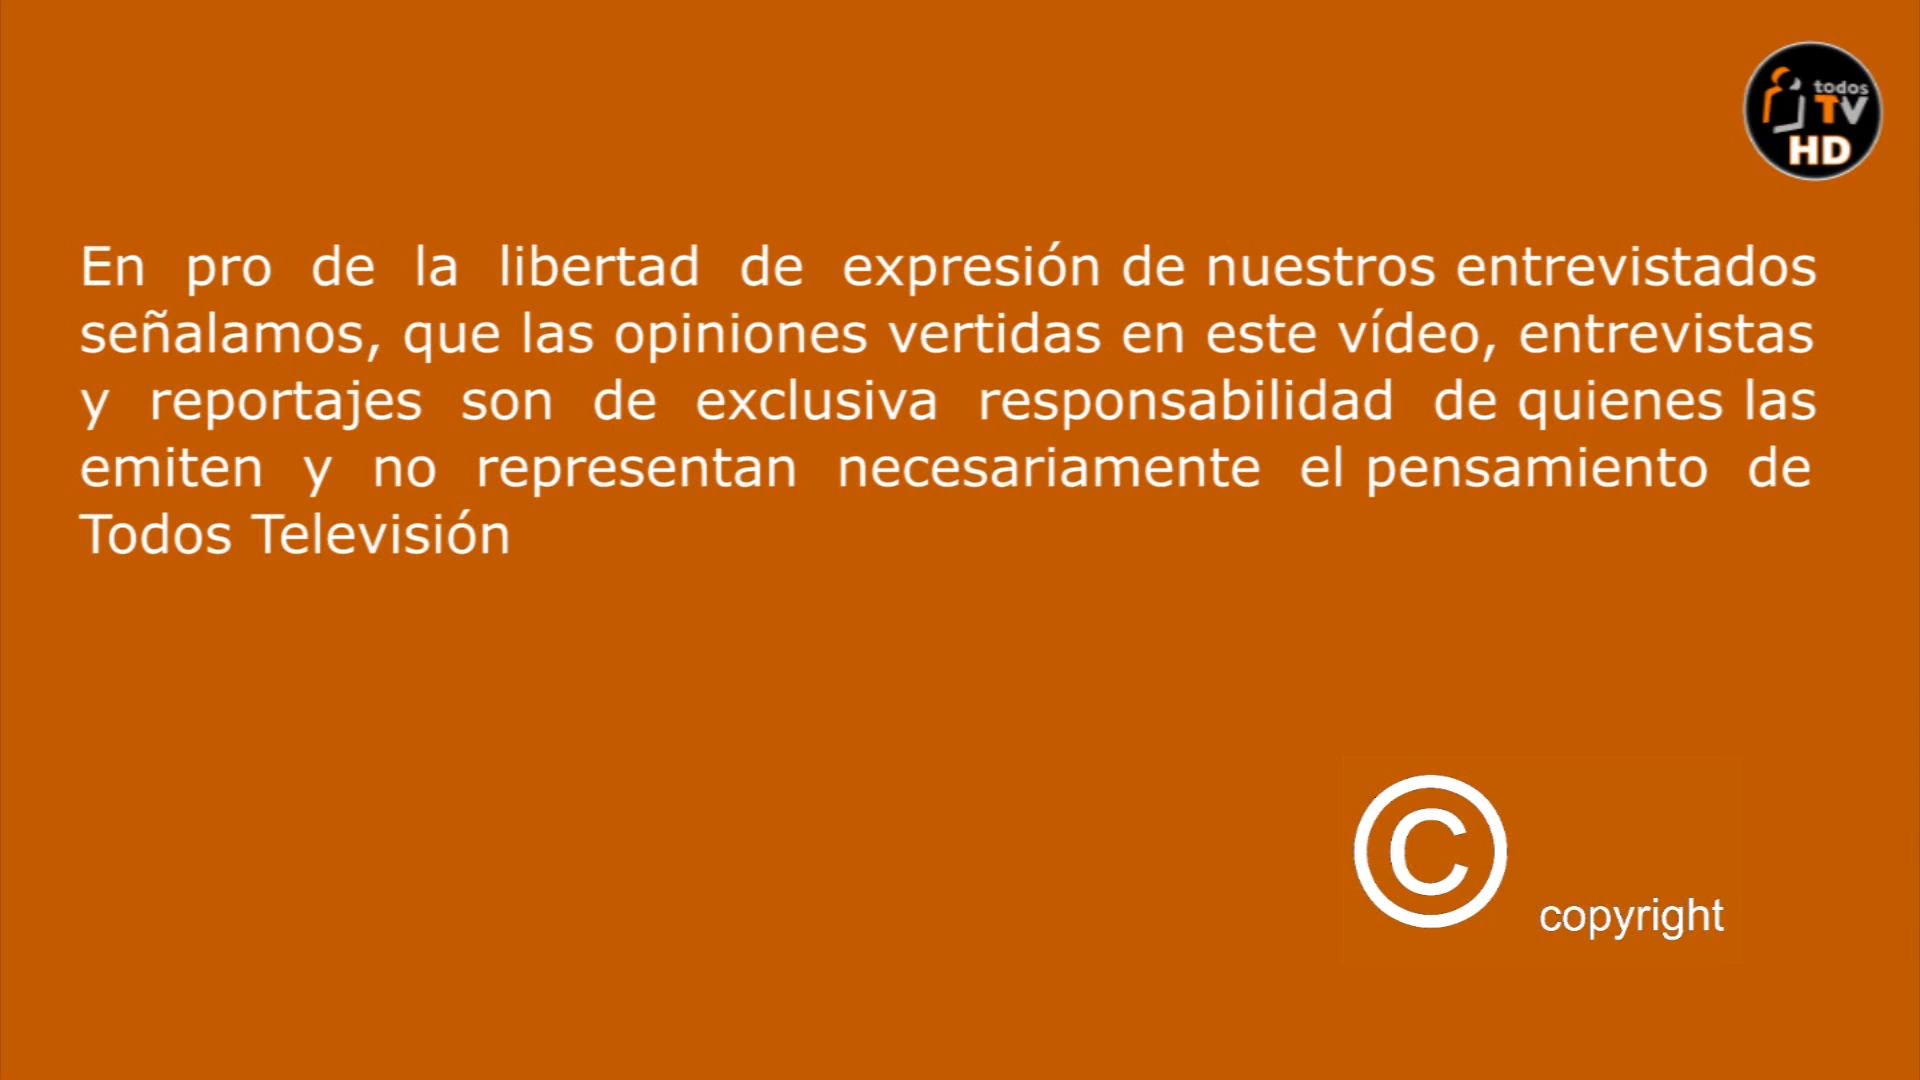 todos
TV
HD
En pro de la libertad de expresión de nuestros entrevistados
señalamos, que las opiniones vertidas en este vídeo, entrevistas
y reportajes son de exclusiva responsabilidad de quienes las
emiten y no representan necesariamente el pensamiento de
Todos Televisión
©
copyright